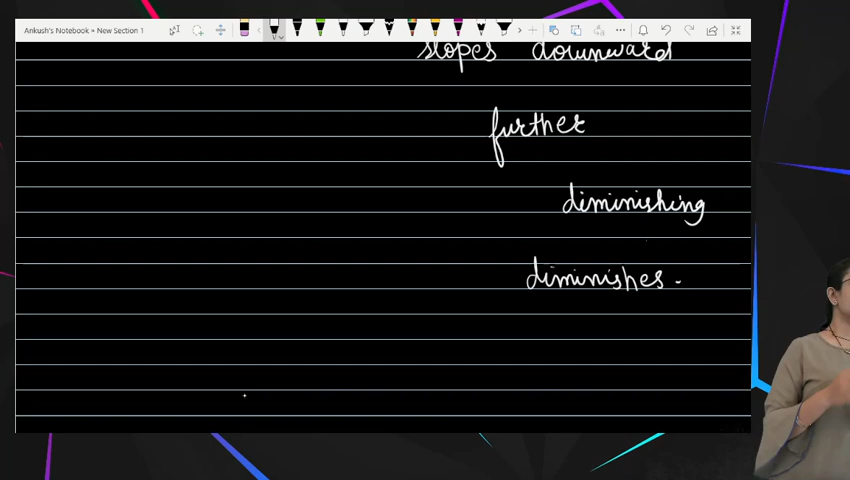 Ankush's Notebook » New Section 1
slopes downward
further
diminishing
diminishes.